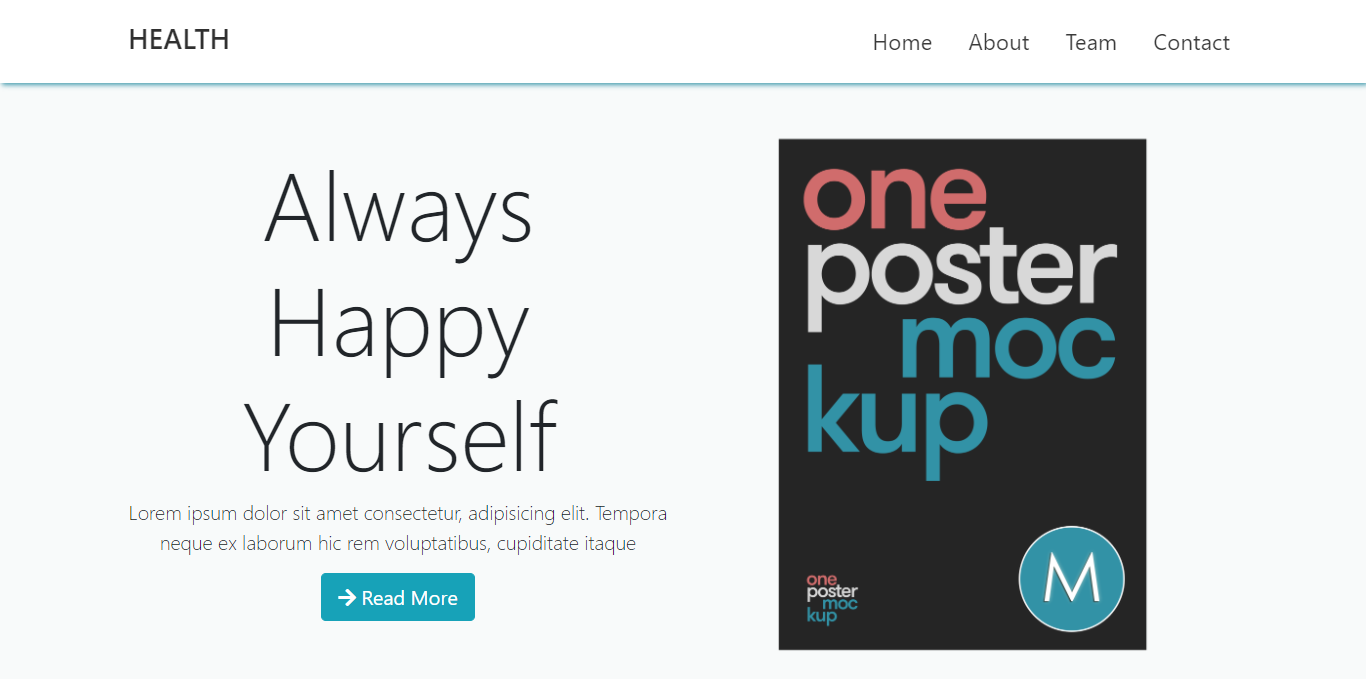 HEALTH
Home About Team Contact
Always
Happy
Yourself
Lorem ipsum dolor sit amet consectetur, adipisicing elit. Tempora
neque ex laborum hic rem voluptatibus, cupiditate itaque
Read More
one
poster
moc
kup
one
poster
moc
kup
M